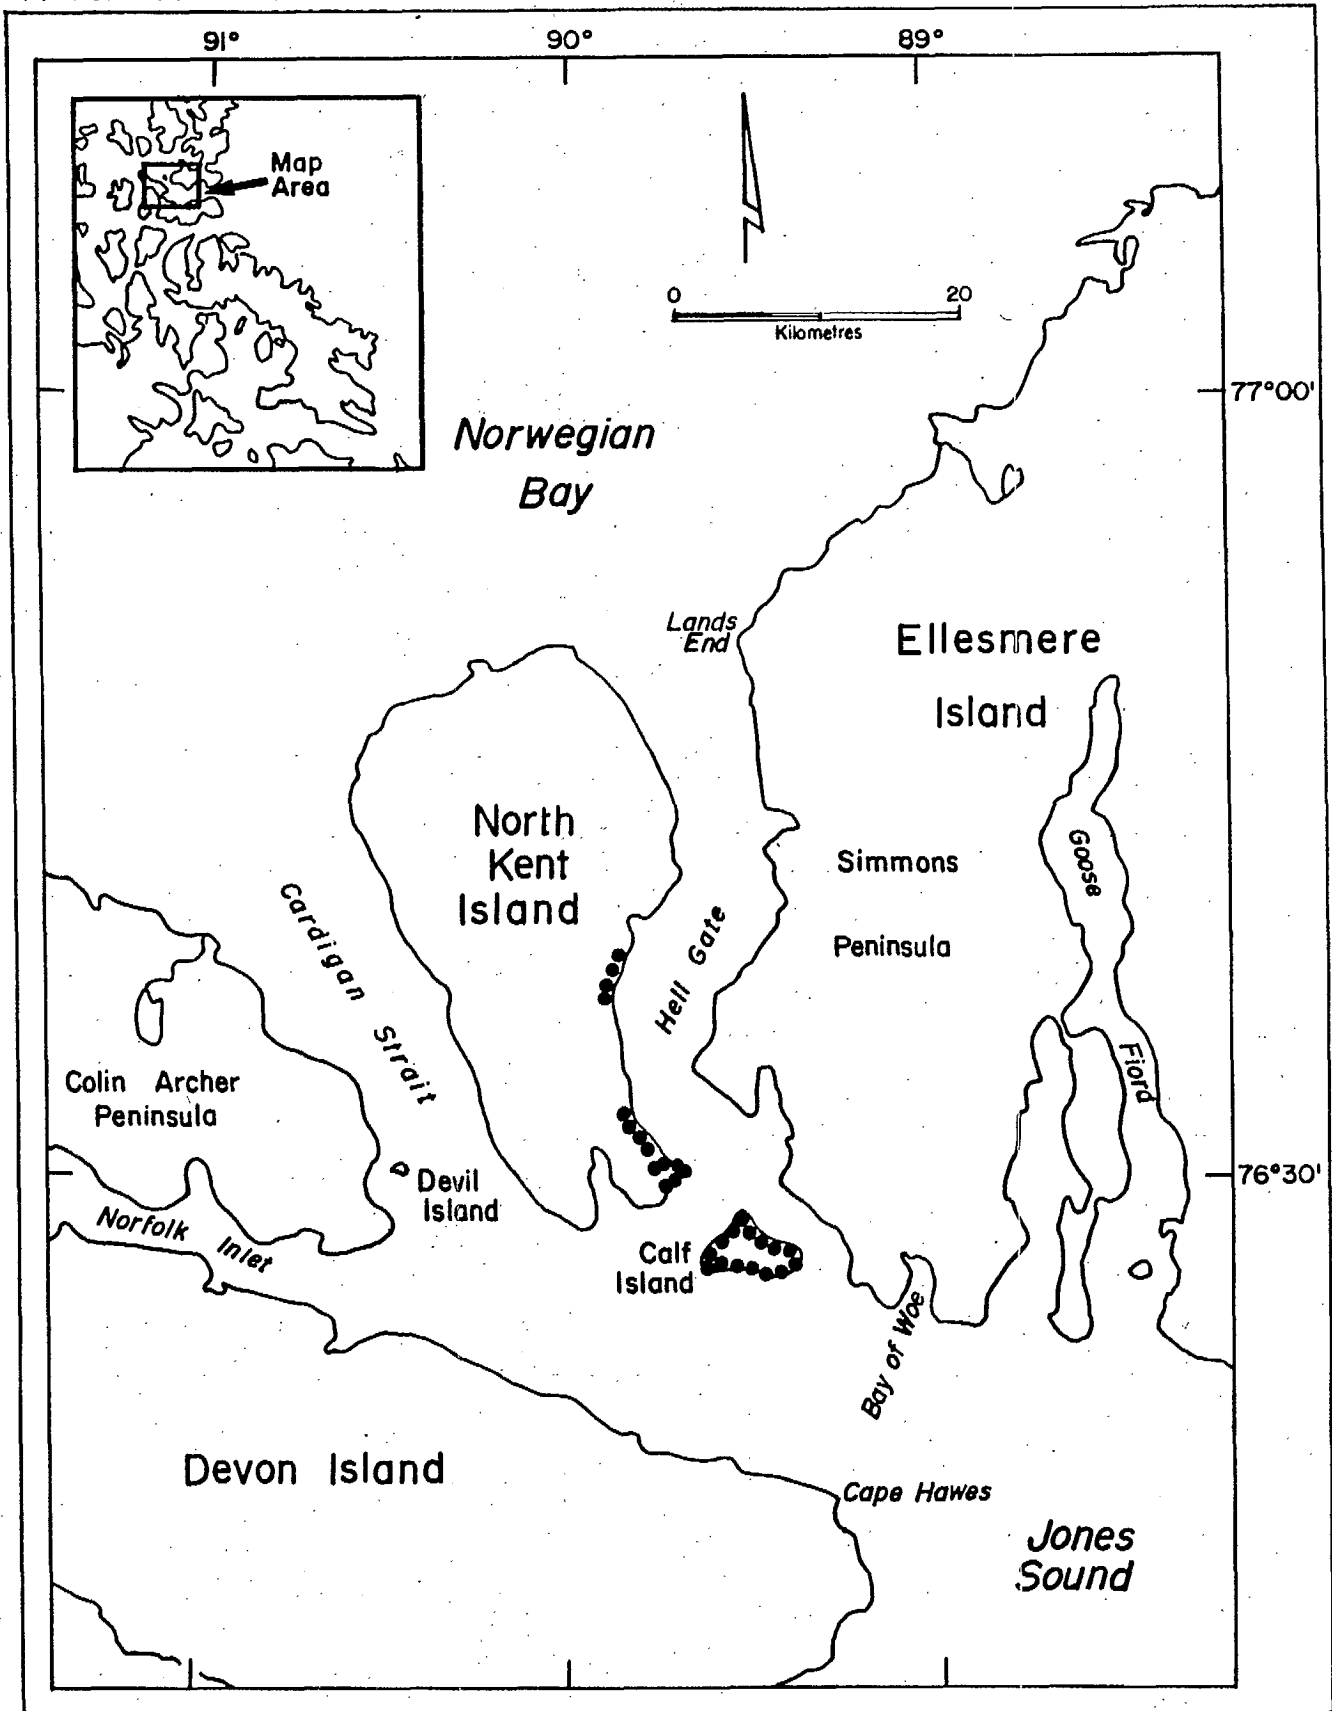 91°
90°
89°
Map
Area
0
20
Kilometres
77°00'
Norwegian
Bay
Lands
End
Ellesmere
Island
North
Kent
Island
Simmons
Peninsula
Goose
Fiord
Cardigan Strait
Hell Gate
Colin Archer
Peninsula
Devil
Island
76°30'
Norfolk Inlet
Calf
Island
Bay of Woe
Devon Island
Cape Hawes
Jones
Sound